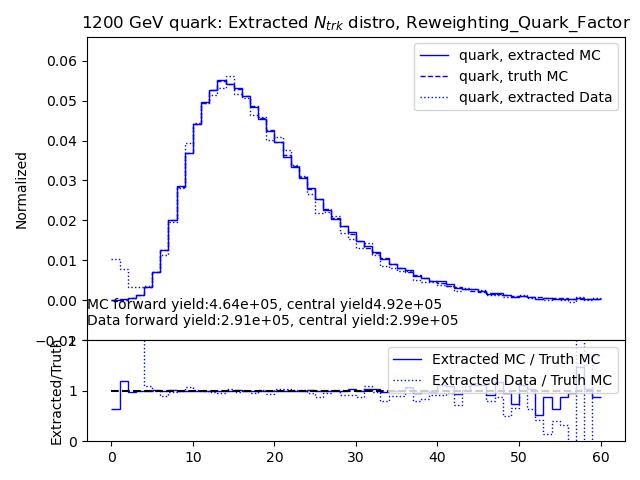 1200 GeV quark: Extracted N_trk distro, Reweighting_Quark_Factor
quark, extracted MC
quark, truth MC
quark, extracted Data
Normalized
0.06
0.05
0.04
0.03
0.02
0.01
0.00
−0.01
MC forward yield:4.64e+05, central yield4.92e+05
Data forward yield:2.91e+05, central yield:2.99e+05
Extracted/Truth
2
1
0
Extracted MC / Truth MC
Extracted Data / Truth MC
0 10 20 30 40 50 60